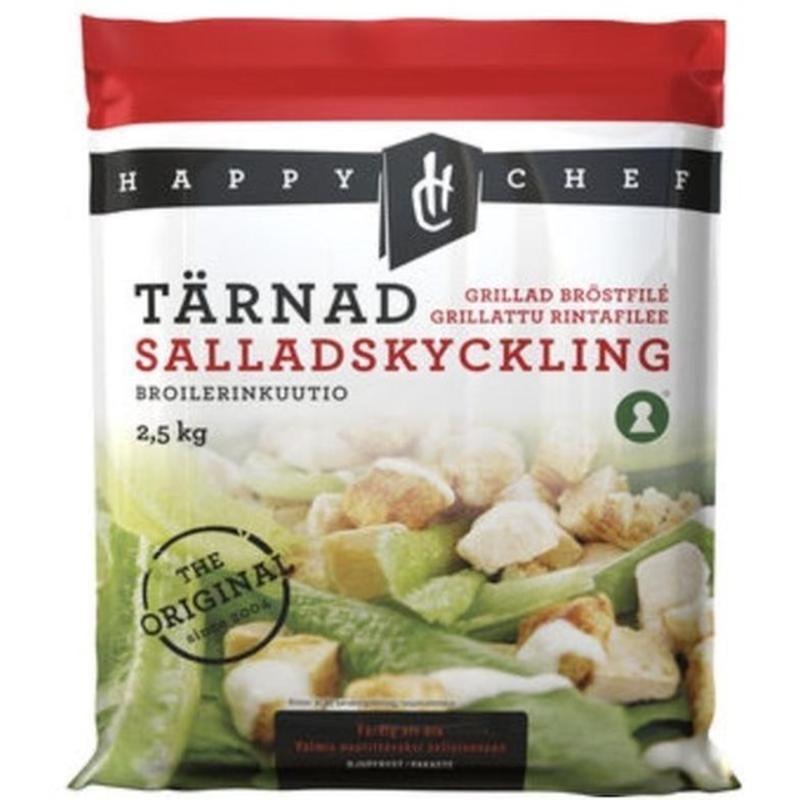 HAPPY CHEF
TÄRNAD
GRILLAD BRÖSTFILÉ
GRILLATTU RINTAFILEE
SALLADSKYCKLING
BROILERINKUUTIO
2,5 kg
THE
ORIGINAL
since 2004
Färdig att äta
Valmis nautittavaksi sellaisenaan
DJUPFRYST / PAKASTE